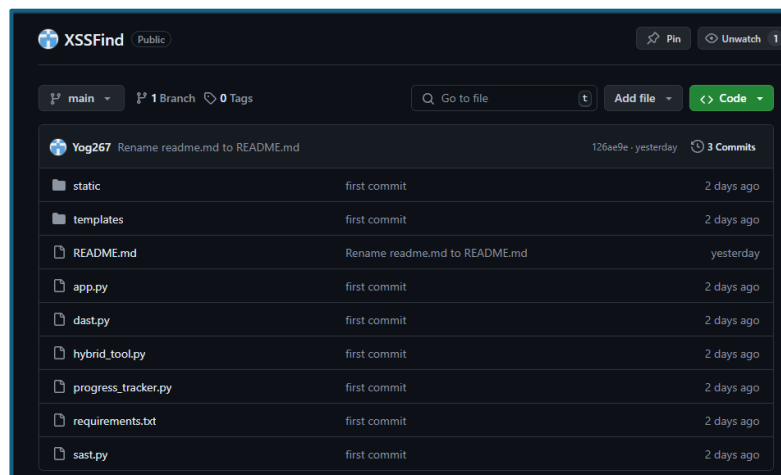 XSSFind Public Pin Unwatch 1
main 1 Branch 0 Tags Go to file t Add file Code
Yog267 Rename readme.md to README.md 126ae9e · yesterday 3 Commits
static first commit 2 days ago
templates first commit 2 days ago
README.md Rename readme.md to README.md yesterday
app.py first commit 2 days ago
dast.py first commit 2 days ago
hybrid_tool.py first commit 2 days ago
progress_tracker.py first commit 2 days ago
requirements.txt first commit 2 days ago
sast.py first commit 2 days ago